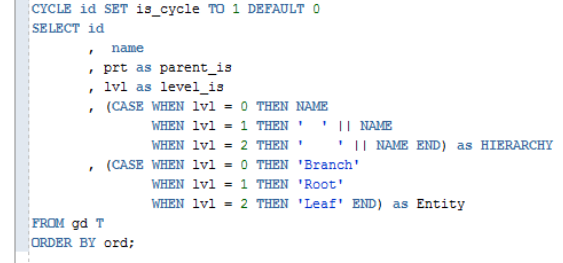 CYCLE id SET is_cycle TO 1 DEFAULT 0
SELECT id
, name
, prt as parent_is
, lvl as level_is
, (CASE WHEN lvl = 0 THEN NAME
WHEN lvl = 1 THEN '  ' || NAME
WHEN lvl = 2 THEN '    ' || NAME END) as HIERARCHY
, (CASE WHEN lvl = 0 THEN 'Branch'
WHEN lvl = 1 THEN 'Root'
WHEN lvl = 2 THEN 'Leaf' END) as Entity
FROM gd T
ORDER BY ord;